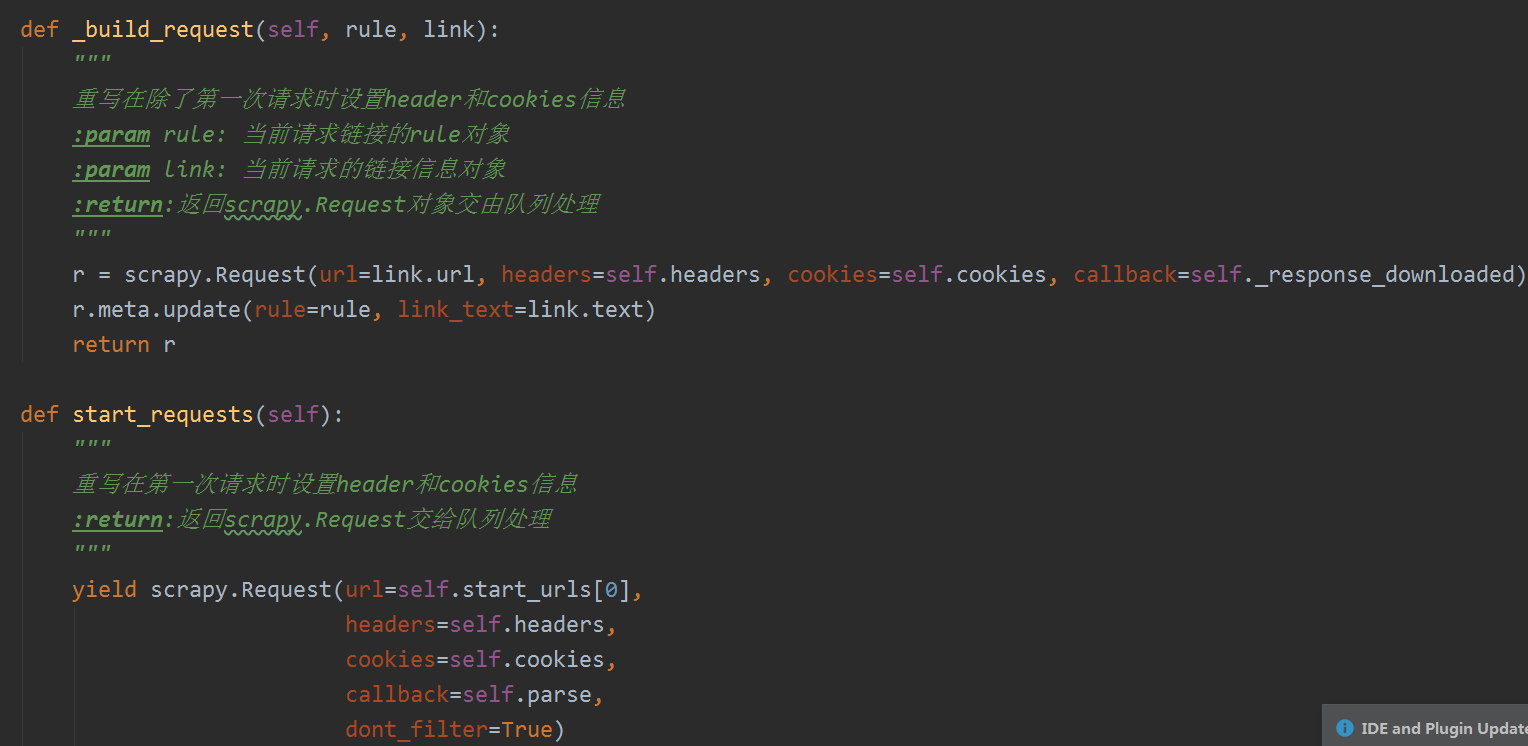 def _build_request(self, rule, link):
"""
重写在除了第一次请求时设置header和cookies信息
:param rule: 当前请求链接的rule对象
:param link: 当前请求的链接信息对象
:return:返回scrapy.Request对象交由队列处理
"""
r = scrapy.Request(url=link.url, headers=self.headers, cookies=self.cookies, callback=self._response_downloaded)
r.meta.update(rule=rule, link_text=link.text)
return r
def start_requests(self):
"""
重写在第一次请求时设置header和cookies信息
:return:返回scrapy.Request交给队列处理
"""
yield scrapy.Request(url=self.start_urls[0],
headers=self.headers,
cookies=self.cookies,
callback=self.parse,
dont_filter=True)
IDE and Plugin Update